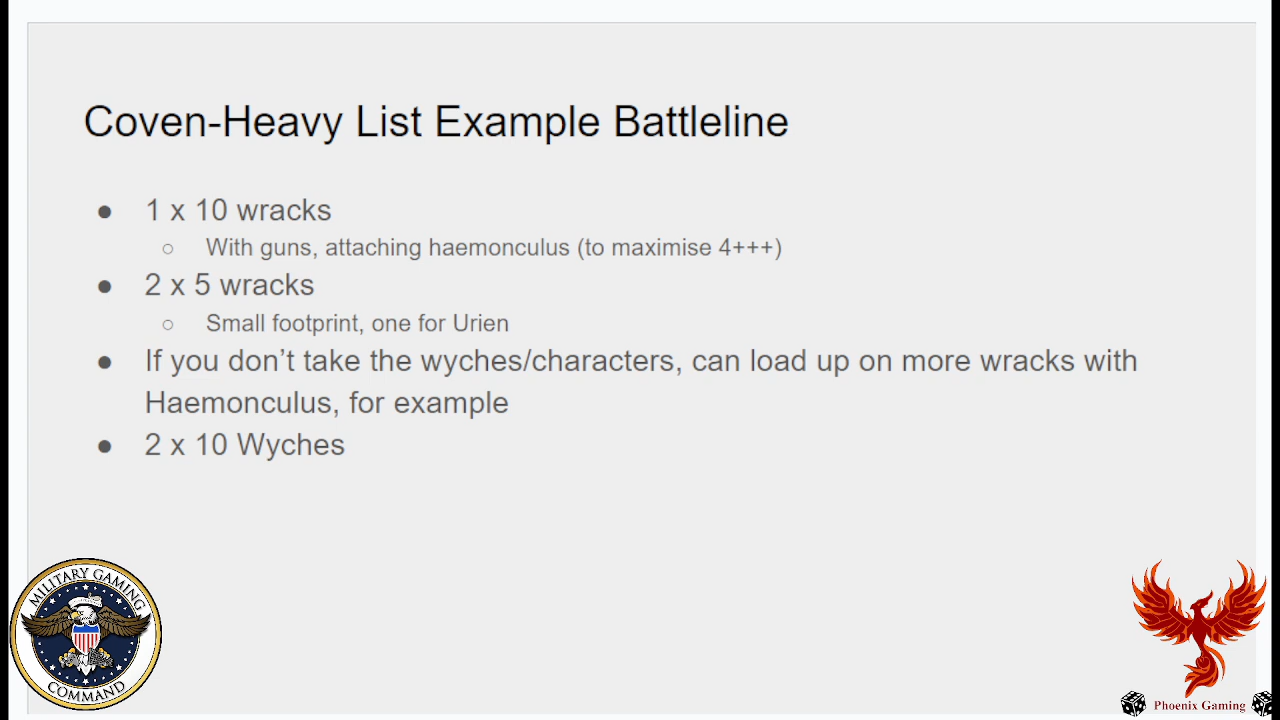 Coven-Heavy List Example Battleline
● 1 x 10 wracks
○ With guns, attaching haemonculus (to maximise 4+++)
● 2 x 5 wracks
○ Small footprint, one for Urien
● If you don’t take the wyches/characters, can load up on more wracks with
Haemonculus, for example
● 2 x 10 Wyches
MILITARY GAMING
COMMAND
Phoenix Gaming